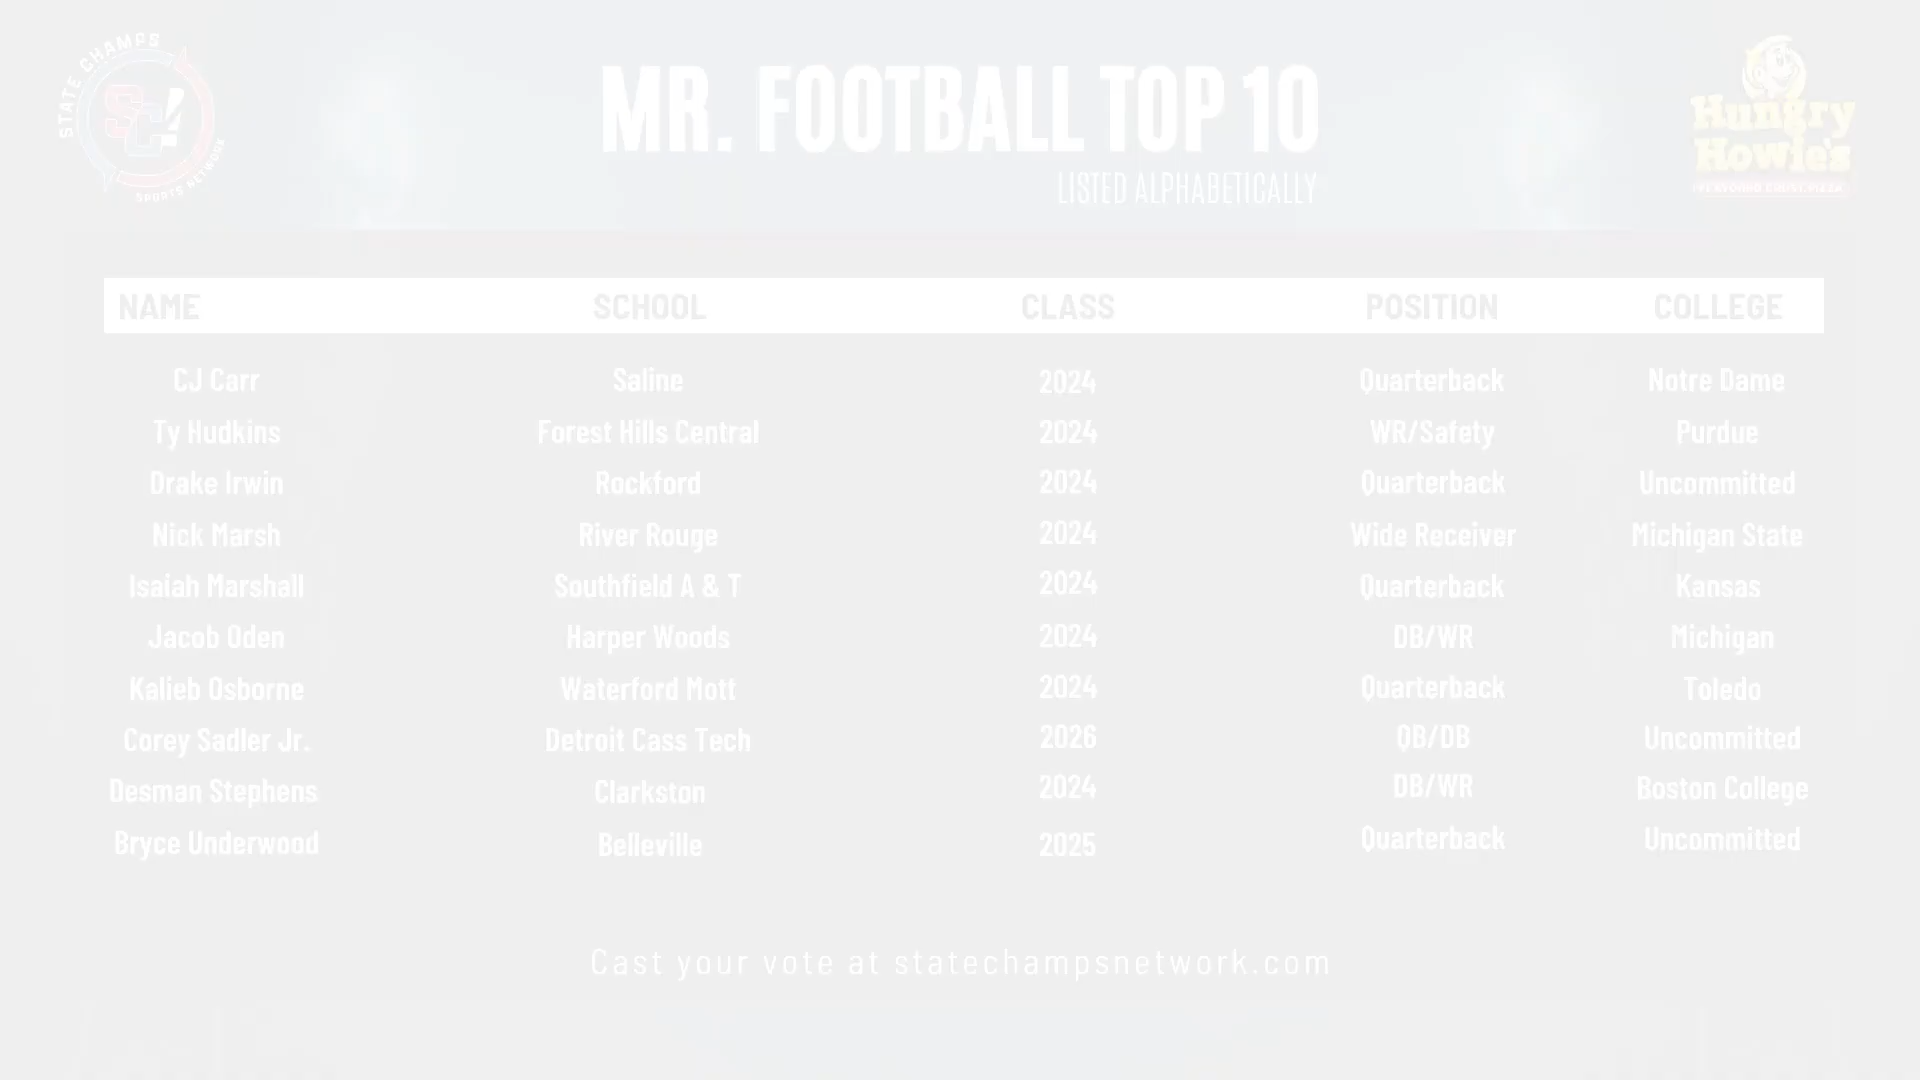 STATE CHAMPS
SC!
SPORTS NETWORK
MR. FOOTBALL TOP 10
LISTED ALPHABETICALLY
Hungry
Howie's
FLAVORED CRUST PIZZA
NAME SCHOOL CLASS POSITION COLLEGE
CJ Carr Saline 2024 Quarterback Notre Dame
Ty Hudkins Forest Hills Central 2024 WR/Safety Purdue
Drake Irwin Rockford 2024 Quarterback Uncommitted
Nick Marsh River Rouge 2024 Wide Receiver Michigan State
Isaiah Marshall Southfield A & T 2024 Quarterback Kansas
Jacob Oden Harper Woods 2024 DB/WR Michigan
Kalieb Osborne Waterford Mott 2024 Quarterback Toledo
Corey Sadler Jr. Detroit Cass Tech 2026 QB/DB Uncommitted
Desman Stephens Clarkston 2024 DB/WR Boston College
Bryce Underwood Belleville 2025 Quarterback Uncommitted
Cast your vote at statechampsnetwork.com